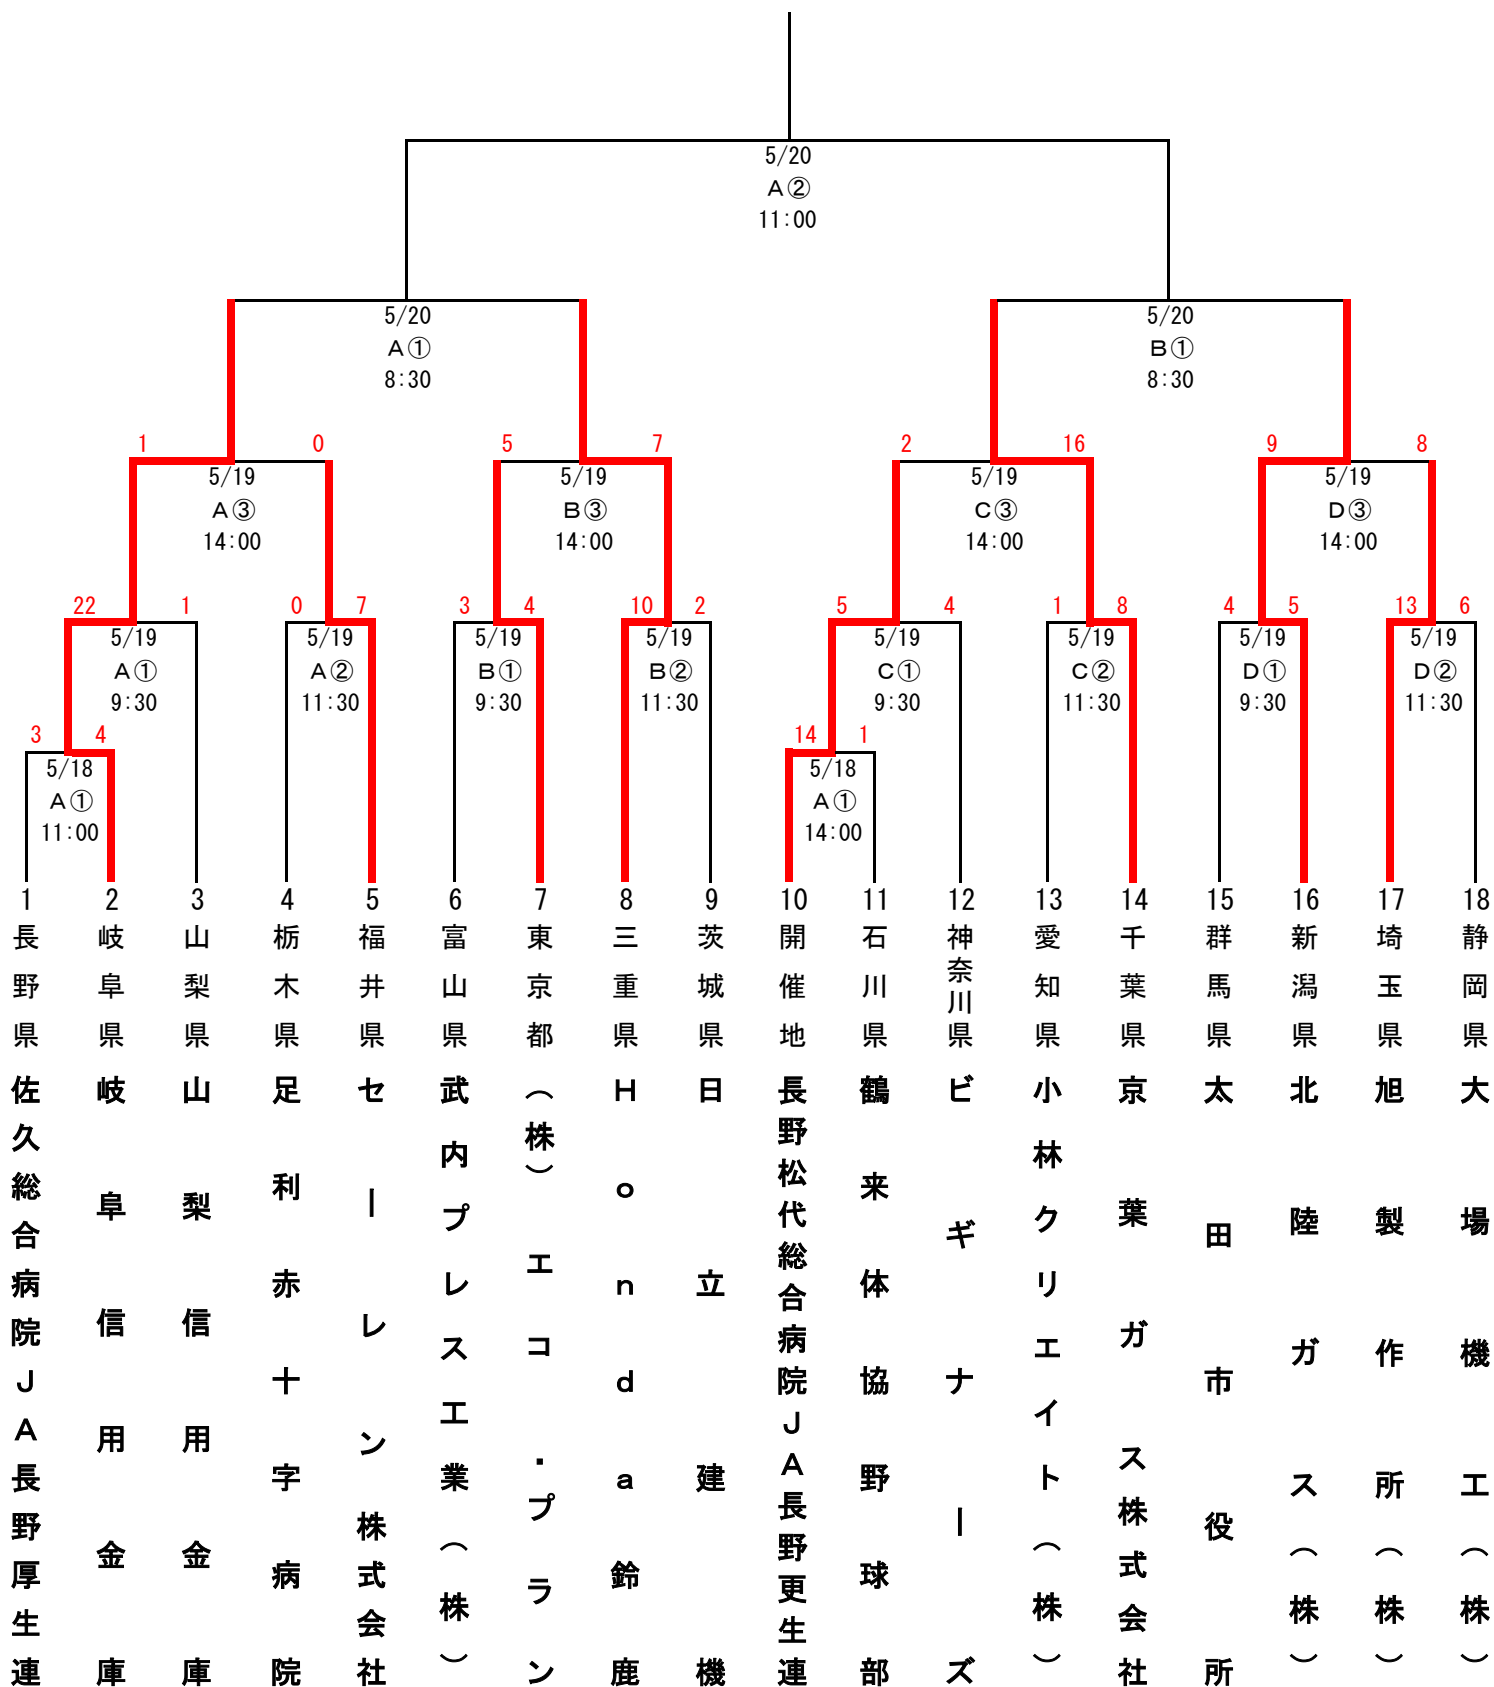 5/20
A②
11:00
5/20
A①
8:30
5/20
B①
8:30
1
0
5
7
2
16
9
8
5/19
A③
14:00
5/19
B③
14:00
5/19
C③
14:00
5/19
D③
14:00
22
1
0
7
3
4
10
2
5
4
1
8
4
5
13
6
5/19
A①
9:30
5/19
A②
11:30
5/19
B①
9:30
5/19
B②
11:30
5/19
C①
9:30
5/19
C②
11:30
5/19
D①
9:30
5/19
D②
11:30
3
4
14
1
5/18
A①
11:00
5/18
A①
14:00
1
長野県
佐久総合病院JA長野厚生連
2
岐阜県
岐阜信用金庫
3
山梨県
山梨信用金庫
4
栃木県
足利赤十字病院
5
福井県
セーレン株式会社
6
富山県
武内プレス工業（株）
7
東京都
（株）エコ・プラン
8
三重県
Honda鈴鹿
9
茨城県
日立建機
10
開催地
長野松代総合病院JA長野更生連
11
石川県
鶴来体協野球部
12
神奈川県
ビギナーズ
13
愛知県
小林クリエイト（株）
14
千葉県
京葉ガス株式会社
15
群馬県
太田市役所
16
新潟県
北陸ガス（株）
17
埼玉県
旭製作所（株）
18
静岡県
大場機工（株）